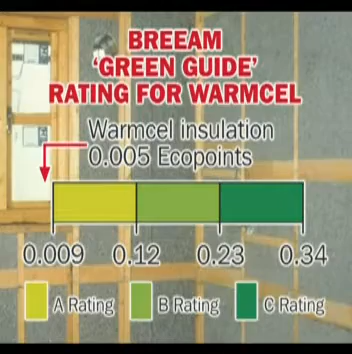 BREEAM
'GREEN GUIDE'
RATING FOR WARMCEL
Warmcel insulation
0.005 Ecopoints
0.009 0.12 0.23 0.34
A Rating B Rating C Rating